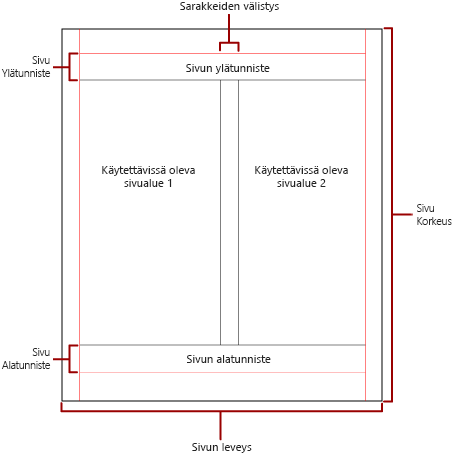 Sarakkeiden välistys
Sivu
Ylätunniste
Sivun ylätunniste
Käytettävissä oleva
sivualue 1
Käytettävissä oleva
sivualue 2
Sivu
Korkeus
Sivu
Alatunniste
Sivun alatunniste
Sivun leveys